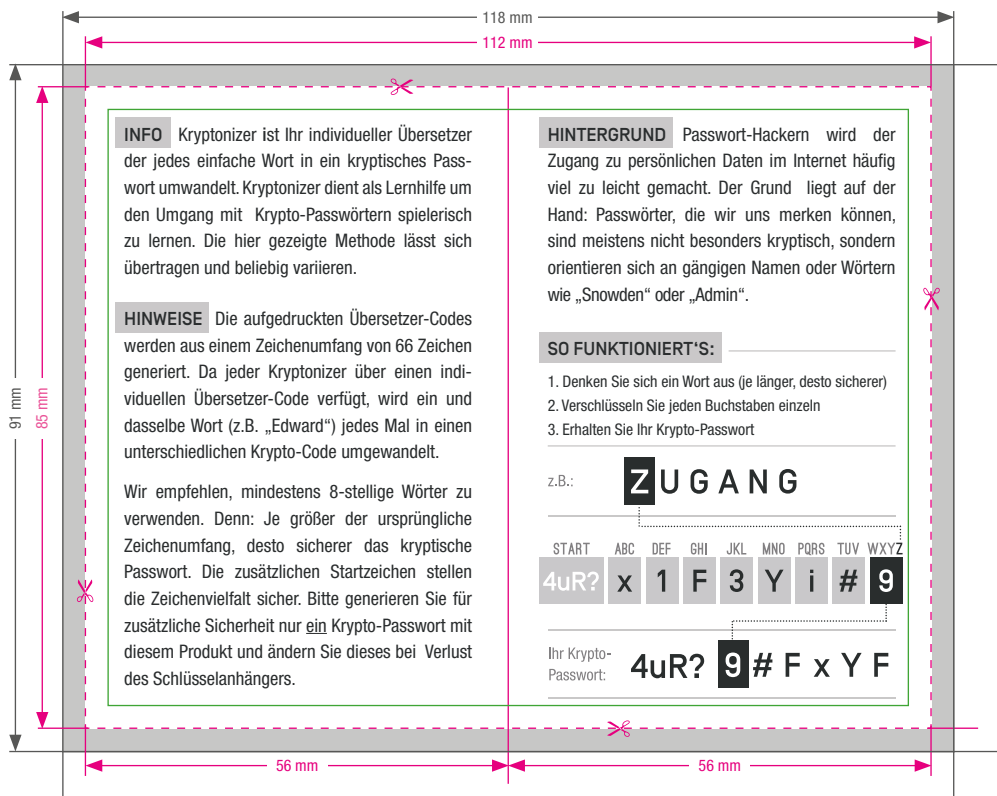 118 mm
112 mm
91 mm
85 mm
INFO Kryptonizer ist Ihr individueller Übersetzer
der jedes einfache Wort in ein kryptisches Pass-
wort umwandelt. Kryptonizer dient als Lernhilfe um
den Umgang mit Krypto-Passwörtern spielerisch
zu lernen. Die hier gezeigte Methode lässt sich
übertragen und beliebig variieren.
HINWEISE Die aufgedruckten Übersetzer-Codes
werden aus einem Zeichenumfang von 66 Zeichen
generiert. Da jeder Kryptonizer über einen indi-
viduellen Übersetzer-Code verfügt, wird ein und
dasselbe Wort (z.B. „Edward“) jedes Mal in einen
unterschiedlichen Krypto-Code umgewandelt.
Wir empfehlen, mindestens 8-stellige Wörter zu
verwenden. Denn: Je größer der ursprüngliche
Zeichenumfang, desto sicherer das kryptische
Passwort. Die zusätzlichen Startzeichen stellen
die Zeichenvielfalt sicher. Bitte generieren Sie für
zusätzliche Sicherheit nur ein Krypto-Passwort mit
diesem Produkt und ändern Sie dieses bei Verlust
des Schlüsselanhängers.
HINTERGRUND Passwort-Hackern wird der
Zugang zu persönlichen Daten im Internet häufig
viel zu leicht gemacht. Der Grund liegt auf der
Hand: Passwörter, die wir uns merken können,
sind meistens nicht besonders kryptisch, sondern
orientieren sich an gängigen Namen oder Wörtern
wie „Snowden“ oder „Admin“.
SO FUNKTIONIERT‘S:
1. Denken Sie sich ein Wort aus (je länger, desto sicherer)
2. Verschlüsseln Sie jeden Buchstaben einzeln
3. Erhalten Sie Ihr Krypto-Passwort
z.B.: ZUGANG
START ABC DEF GHI JKL MNO PQRS TUV WXYZ
4uR? x 1 F 3 Y i # 9
Ihr Krypto-
Passwort: 4uR? 9 # F x Y F
56 mm
56 mm